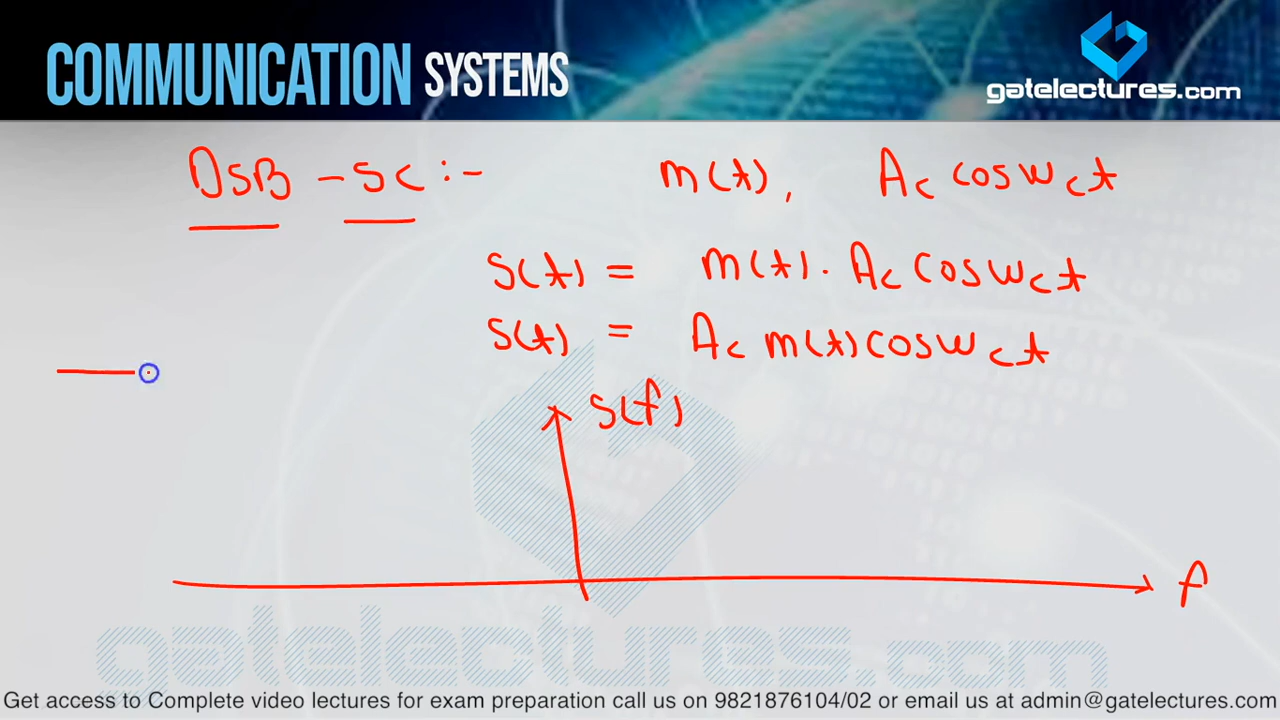 COMMUNICATION SYSTEMS
gatelectures.com
DSB - SC :- m(t), Ac cos wct
s(t) = m(t) . Ac cos wct
s(t) = Ac m(t) cos wct
S(f)
f
gatelectures.com
Get access to Complete video lectures for exam preparation call us on 9821876104/02 or email us at admin@gatelectures.com